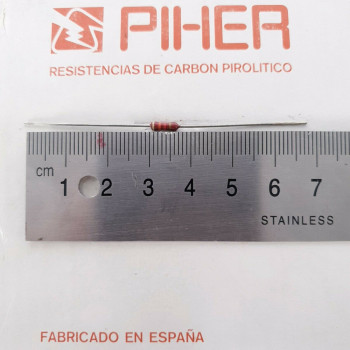 PIHER
RESISTENCIAS DE CARBON PIROLITICO
cm
1 2 3 4 5 6 7
STAINLESS
FABRICADO EN ESPAÑA